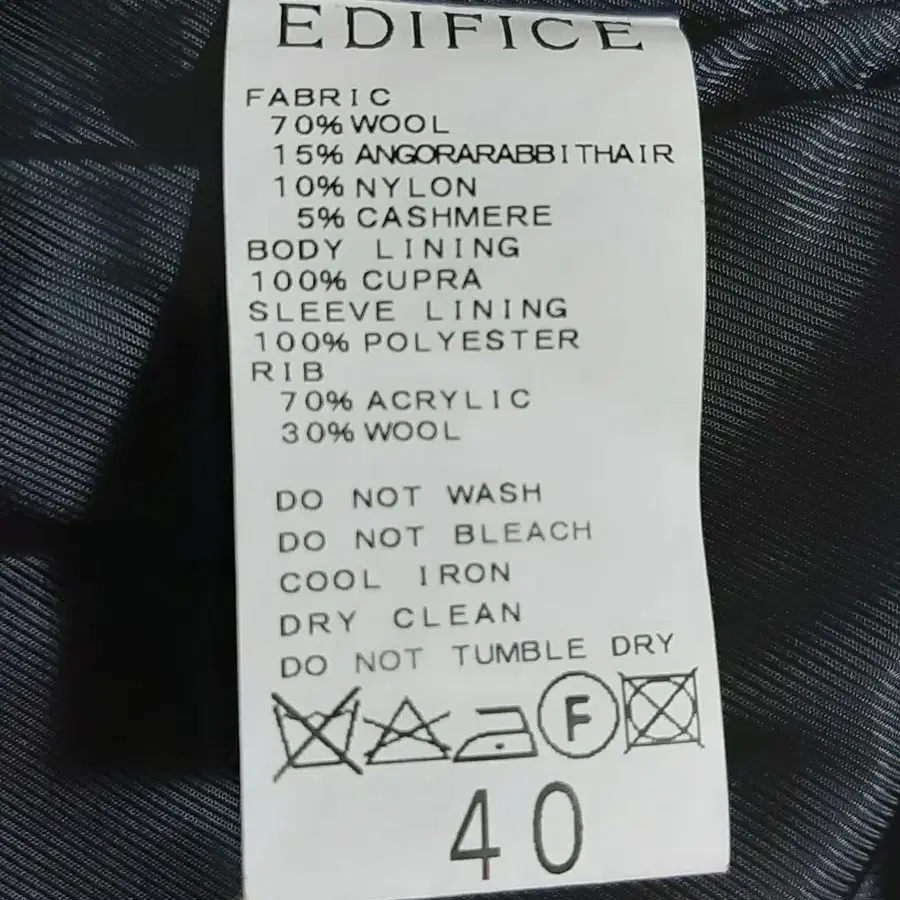 EDIFICE
FABRIC
70% WOOL
15% ANGORARABBITHAIR
10% NYLON
5% CASHMERE
BODY LINING
100% CUPRA
SLEEVE LINING
100% POLYESTER
RIB
70% ACRYLIC
30% WOOL
DO NOT WASH
DO NOT BLEACH
COOL IRON
DRY CLEAN
DO NOT TUMBLE DRY
F
40